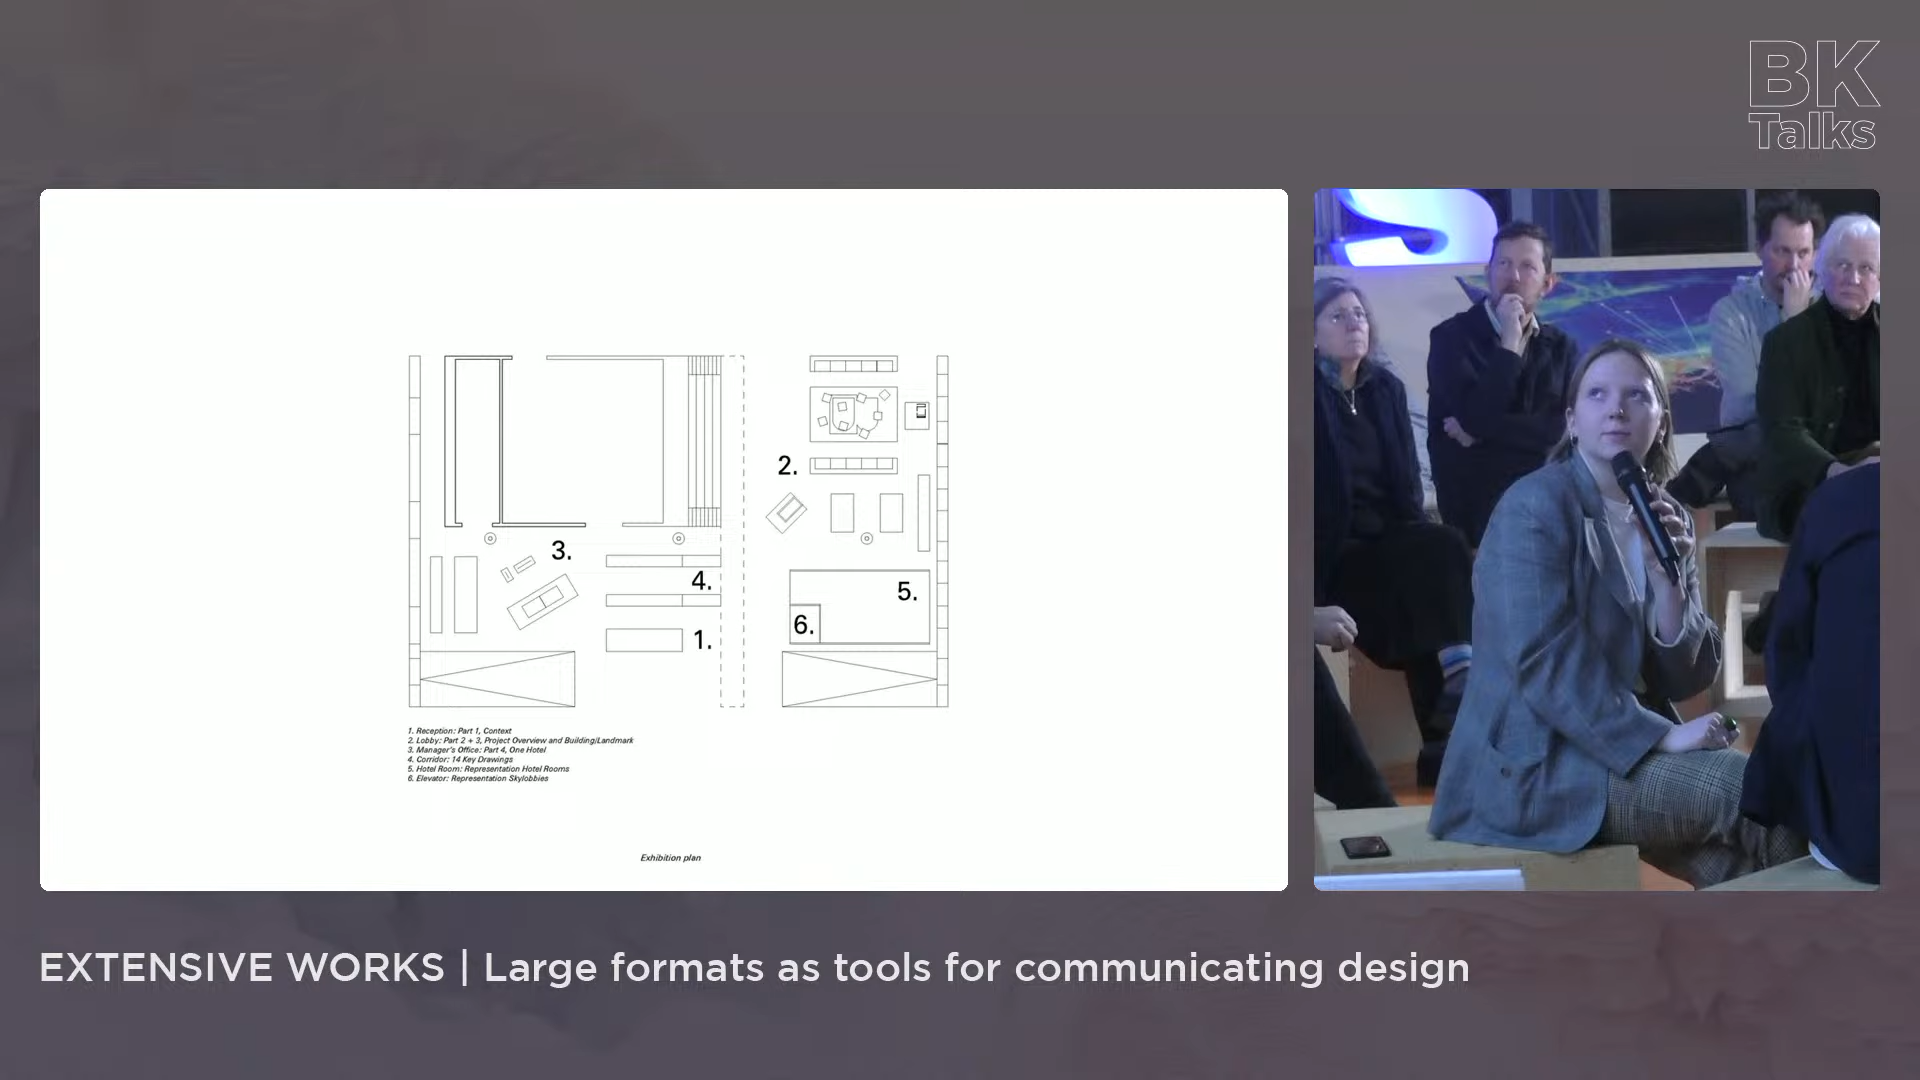 BK
Talks
S
2.
3.
4.
5.
6.
1.
1. Reception: Part 1, Context
2. Lobby: Part 2 + 3, Project Overview and Building/Landmark
3. Manager's Office: Part 4, One Hotel
4. Corridor: 14 Key Drawings
5. Hotel Room: Representation Hotel Rooms
6. Elevator: Representation Skylobbies
Exhibition plan
EXTENSIVE WORKS | Large formats as tools for communicating design